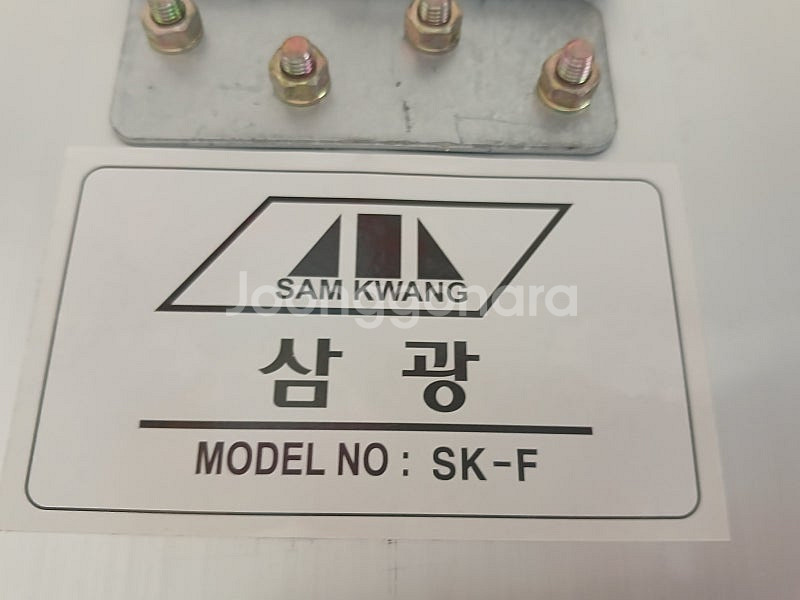 SAM KWANG
Joonggonara
삼 광
MODEL NO : SK-F